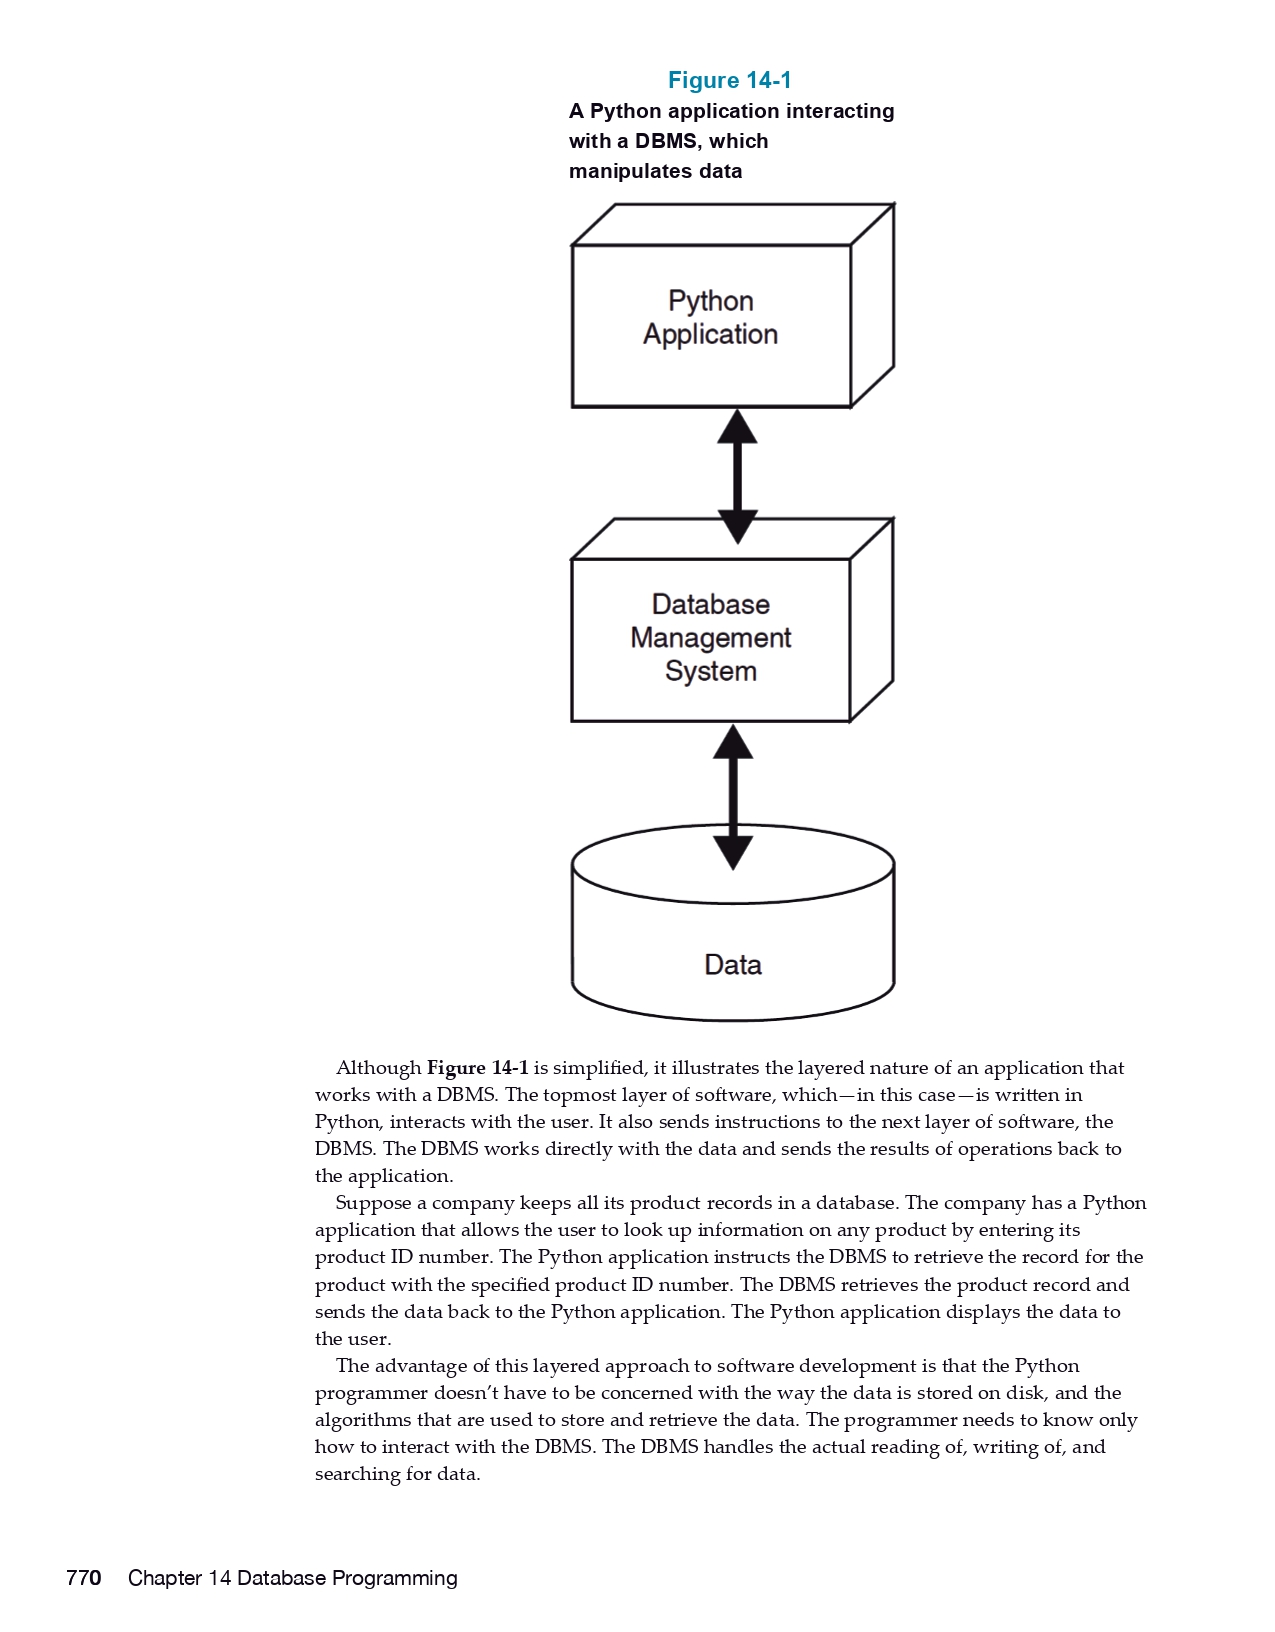 Figure 14-1
A Python application interacting
with a DBMS, which
manipulates data
Python
Application
Database
Management
System
Data
Although Figure 14-1 is simplified, it illustrates the layered nature of an application that
works with a DBMS. The topmost layer of software, which—in this case—is written in
Python, interacts with the user. It also sends instructions to the next layer of software, the
DBMS. The DBMS works directly with the data and sends the results of operations back to
the application.
Suppose a company keeps all its product records in a database. The company has a Python
application that allows the user to look up information on any product by entering its
product ID number. The Python application instructs the DBMS to retrieve the record for the
product with the specified product ID number. The DBMS retrieves the product record and
sends the data back to the Python application. The Python application displays the data to
the user.
The advantage of this layered approach to software development is that the Python
programmer doesn’t have to be concerned with the way the data is stored on disk, and the
algorithms that are used to store and retrieve the data. The programmer needs to know only
how to interact with the DBMS. The DBMS handles the actual reading of, writing of, and
searching for data.
770 Chapter 14 Database Programming